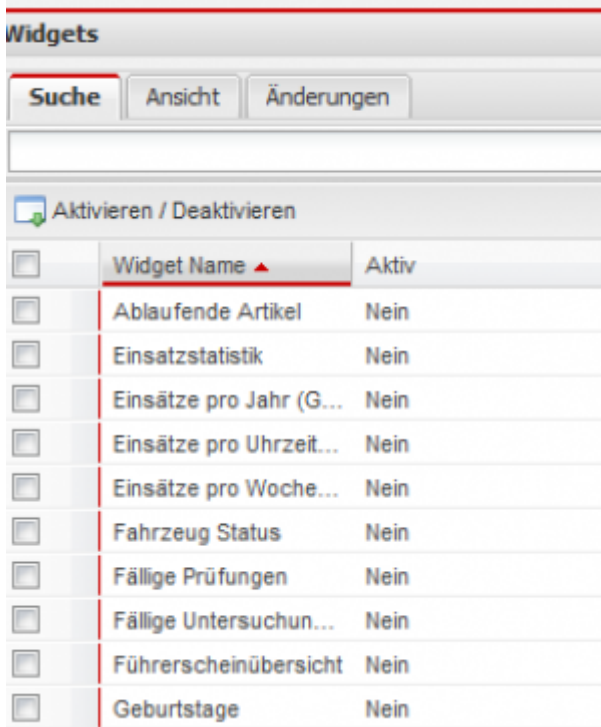 Widgets
Suche Ansicht Änderungen
Aktivieren / Deaktivieren
Widget Name Aktiv
Ablaufende Artikel Nein
Einsatzstatistik Nein
Einsätze pro Jahr (G... Nein
Einsätze pro Uhrzeit... Nein
Einsätze pro Woche... Nein
Fahrzeug Status Nein
Fällige Prüfungen Nein
Fällige Untersuchun... Nein
Führerscheinübersicht Nein
Geburtstage Nein